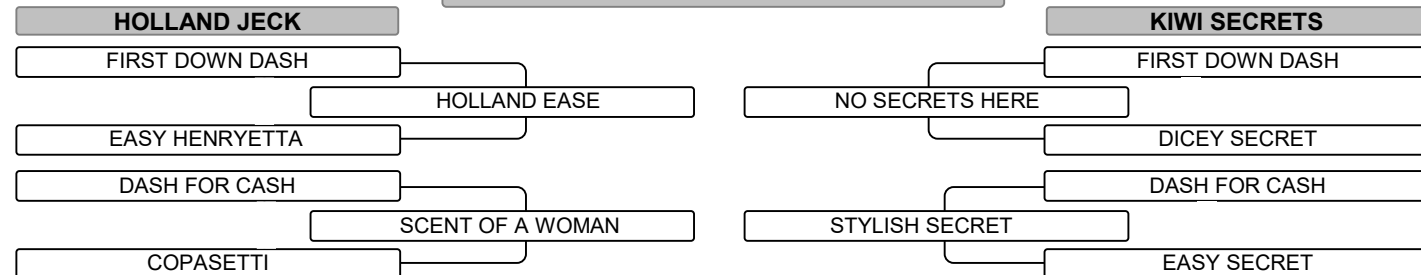 HOLLAND JECK
KIWI SECRETS
FIRST DOWN DASH
FIRST DOWN DASH
HOLLAND EASE
NO SECRETS HERE
EASY HENRYETTA
DICEY SECRET
DASH FOR CASH
DASH FOR CASH
SCENT OF A WOMAN
STYLISH SECRET
COPASETTI
EASY SECRET